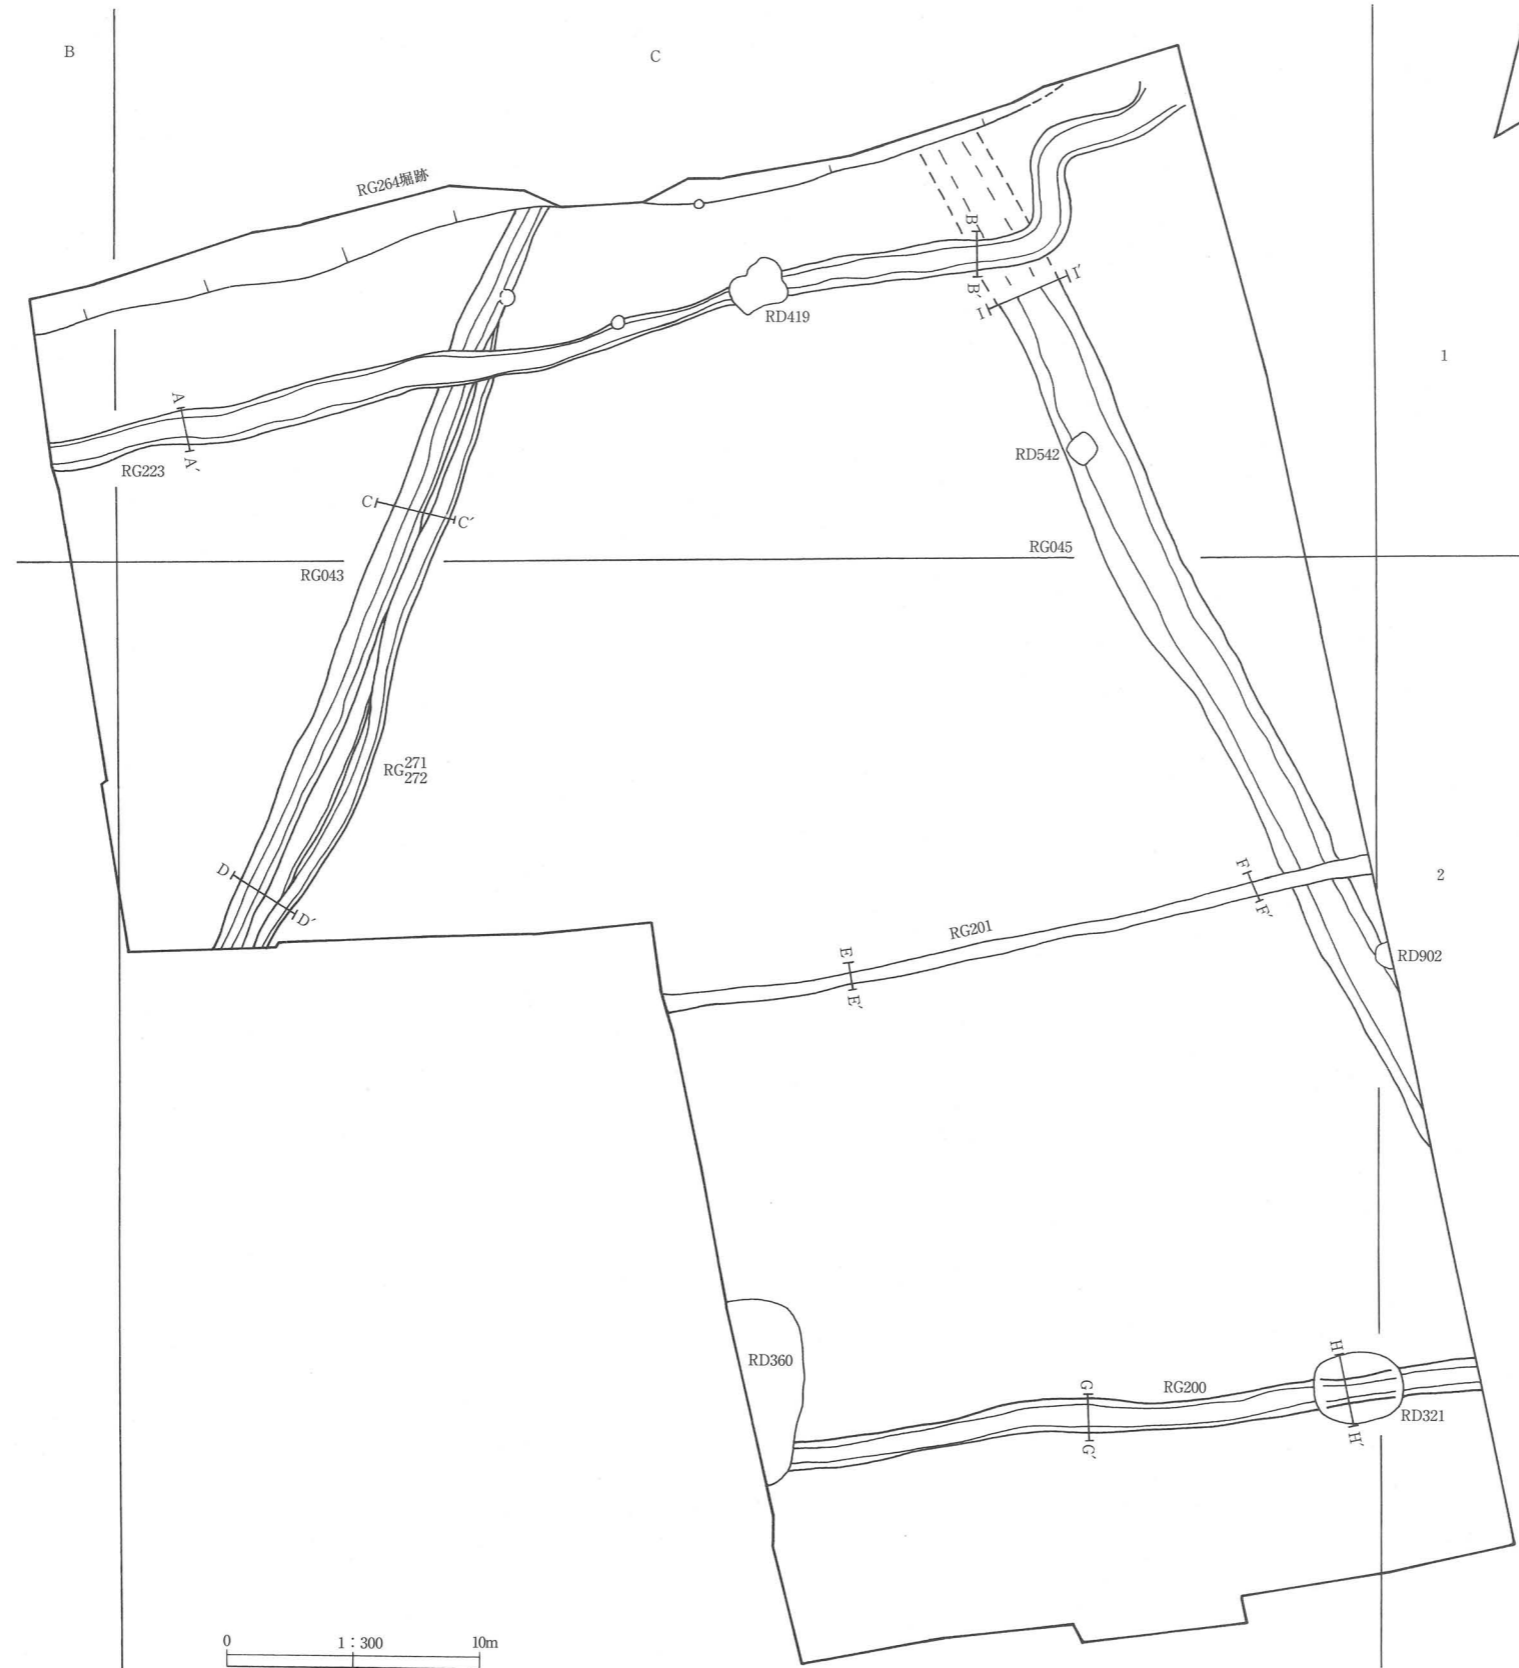 B
C
RG264堀跡
B
B′
I
I′
RD419
1
A
A′
RG223
RD542
C
C′
RG045
RG043
RG271
272
D
D′
F
F′
2
RG201
E
E′
RD902
RD360
H
H′
G
G′
RG200
RD321
0
1：300
10m